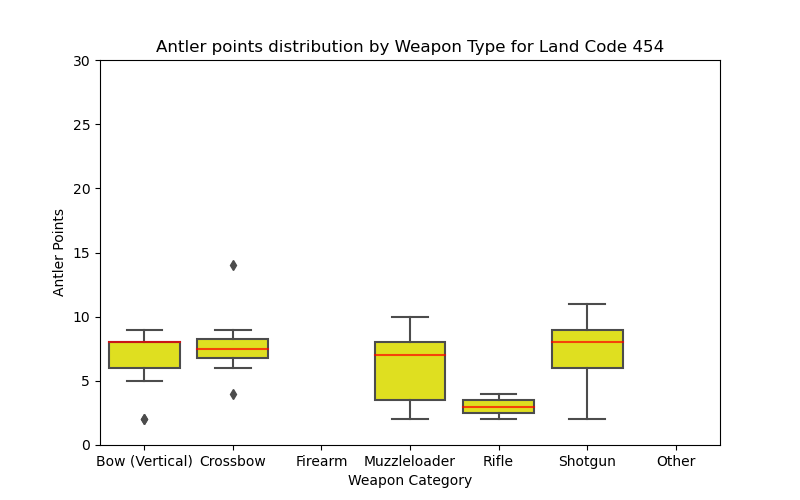 Antler points distribution by Weapon Type for Land Code 454
30
25
20
15
10
5
0
Antler Points
Bow (Vertical) Crossbow Firearm Muzzleloader Rifle Shotgun Other
Weapon Category